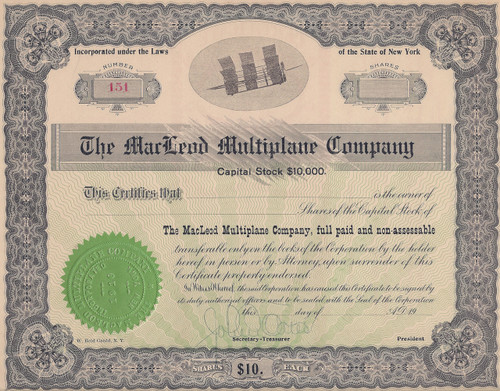 Incorporated under the Laws of the State of New York
NUMBER SHARES
151
The MacLeod Multiplane Company
Capital Stock $10,000.
This Certifies that is the owner of
Shares of the Capital Stock of
The MacLeod Multiplane Company, full paid and non-assessable
transferable only on the books of the Corporation by the holder
hereof in person or by Attorney, upon surrender of this
Certificate properly endorsed.
In Witness Whereof, the said Corporation has caused this Certificate to be signed by
its duly authorized officers and to be sealed with the Seal of the Corporation
this day of A.D. 19
W. Reid Gould, N. Y. Secretary-Treasurer President
SHARES $10. EACH